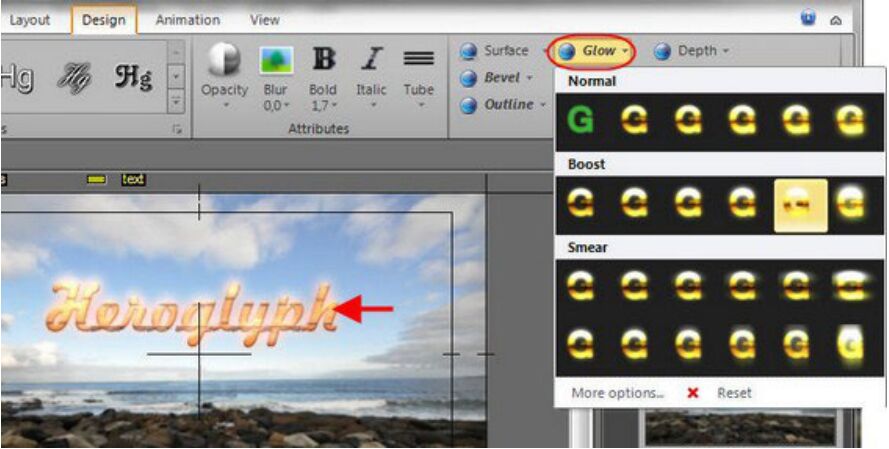 Layout Design Animation View
Hg Hg Hg
Opacity Blur Bold Italic Tube
0,0 1,7
Attributes
Surface Glow Depth
Bevel
Outline
Normal
G G G G G G
Boost
G G G G G G
Smear
G G G G G G
G G G G G G
More options... Reset
text
Heroglyph